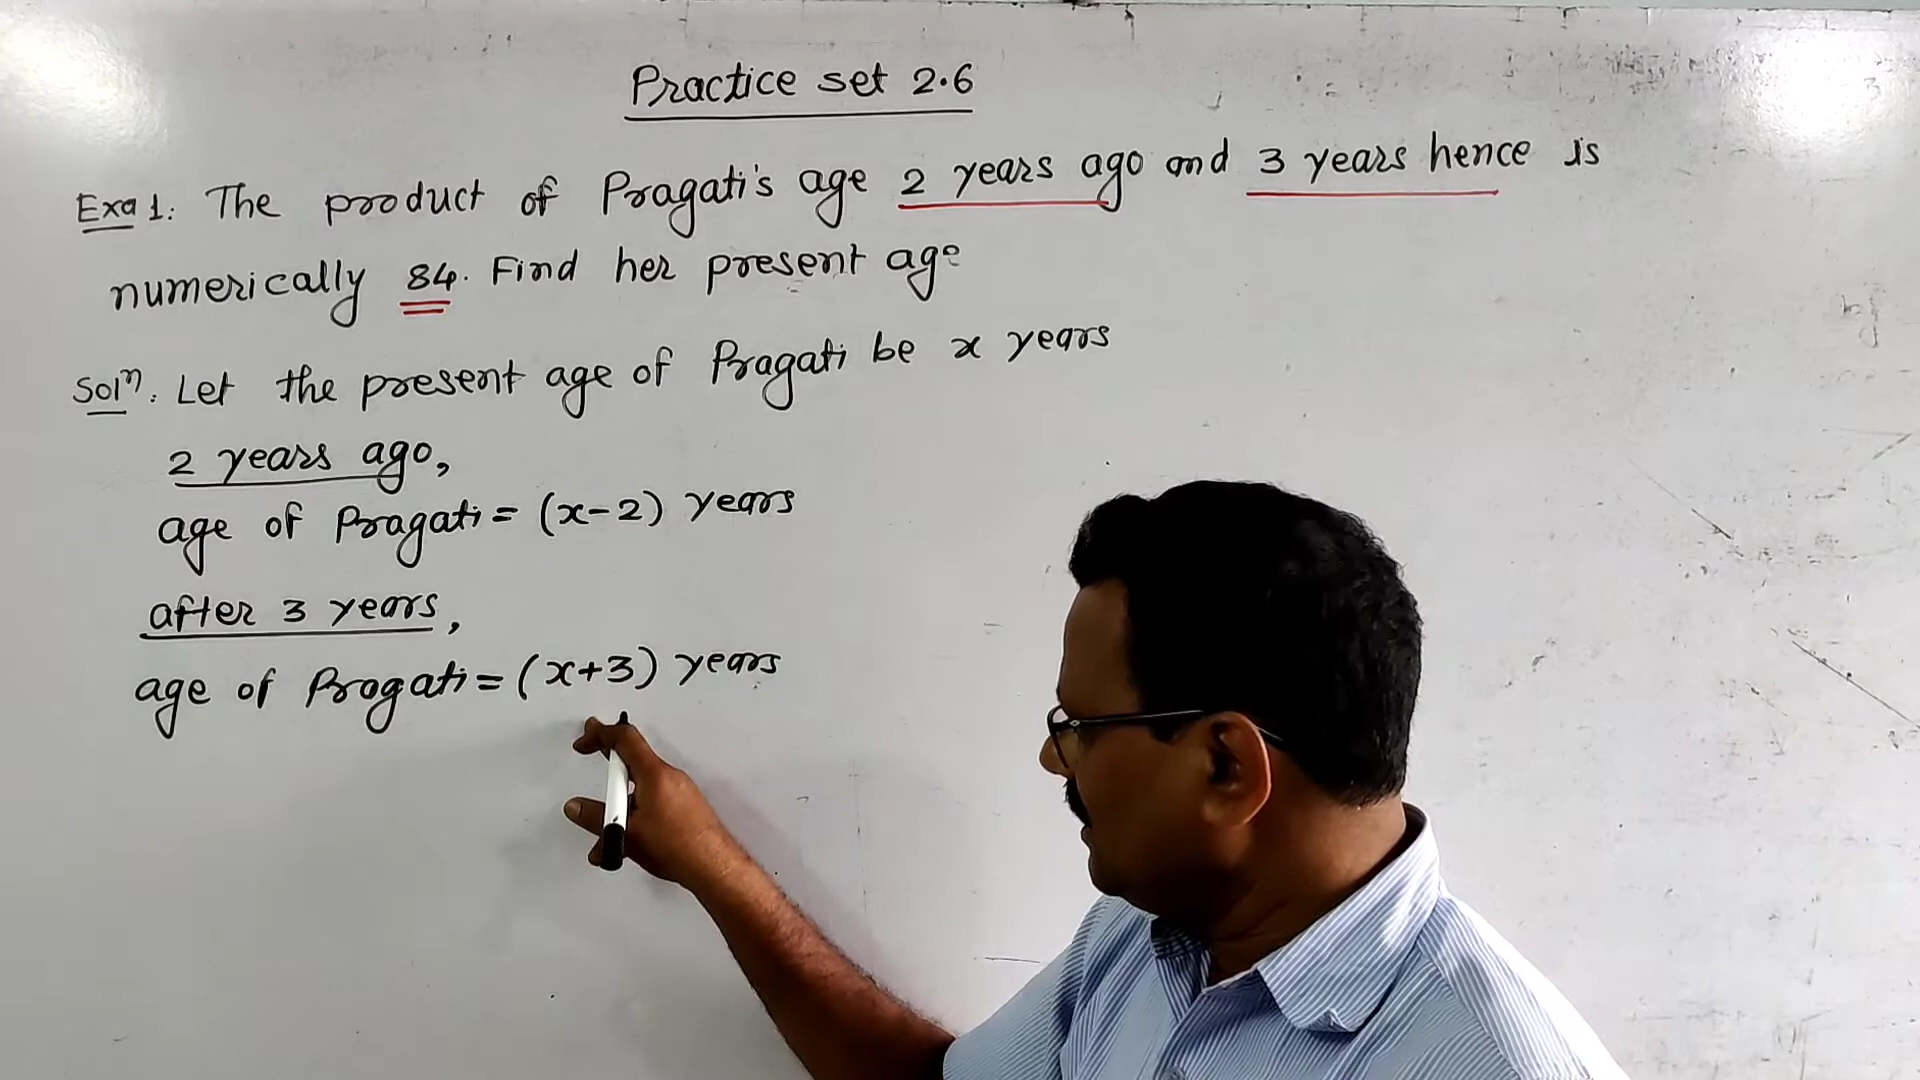 Practice set 2.6
Exa 1. The product of Pragati's age 2 years ago and 3 years hence is
numerically 84. Find her present age
Solⁿ. Let the present age of Pragati be x years
2 years ago,
age of Pragati = (x-2) years
after 3 years,
age of Pragati = (x+3) years